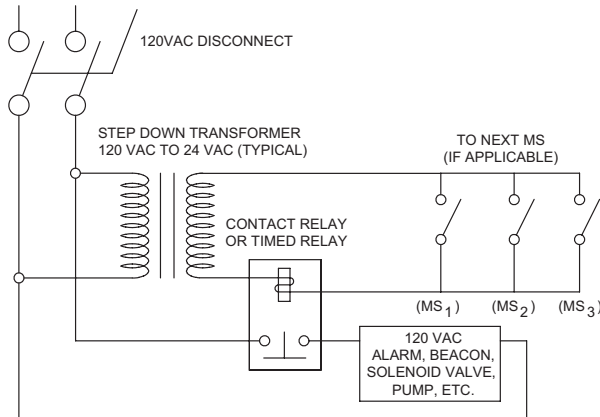 120VAC DISCONNECT
STEP DOWN TRANSFORMER
120 VAC TO 24 VAC (TYPICAL)
TO NEXT MS
(IF APPLICABLE)
CONTACT RELAY
OR TIMED RELAY
(MS1) (MS2) (MS3)
120 VAC
ALARM, BEACON,
SOLENOID VALVE,
PUMP, ETC.